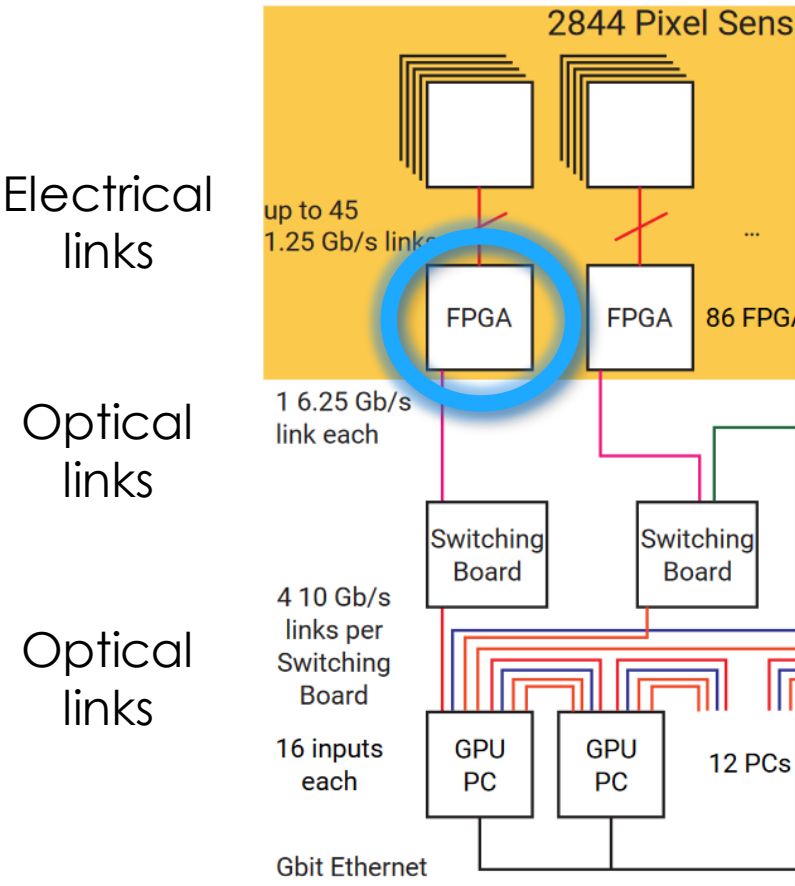 2844 Pixel Sens
Electrical
links
up to 45
1.25 Gb/s links
...
FPGA
FPGA
86 FPGA
Optical
links
1 6.25 Gb/s
link each
Switching
Board
Switching
Board
4 10 Gb/s
links per
Switching
Board
Optical
links
16 inputs
each
GPU
PC
GPU
PC
12 PCs
Gbit Ethernet